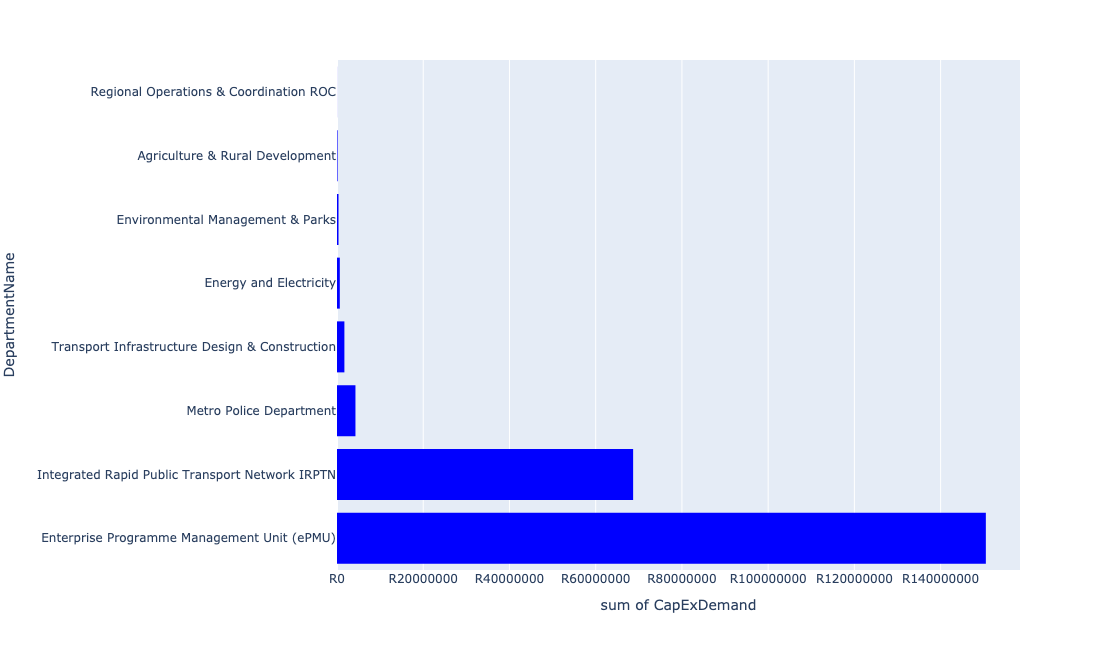 DepartmentName
Regional Operations & Coordination ROC
Agriculture & Rural Development
Environmental Management & Parks
Energy and Electricity
Transport Infrastructure Design & Construction
Metro Police Department
Integrated Rapid Public Transport Network IRPTN
Enterprise Programme Management Unit (ePMU)
R0 R20000000 R40000000 R60000000 R80000000 R100000000 R120000000 R140000000
sum of CapExDemand